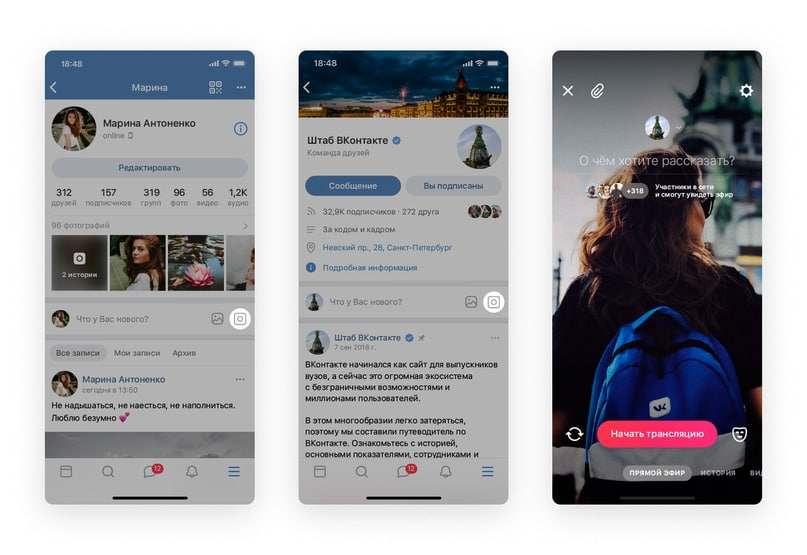 18:48
Марина
Марина Антоненко
online
Редактировать
312 157 319 96 56 1,2K
друзей подписчиков групп фото видео аудио
96 фотографий
2 истории
Что у Вас нового?
Все записи Мои записи Архив
Марина Антоненко
сегодня в 13:50
Не надышаться, не наесться, не наполниться.
Люблю безумно 💕
12
18:48
Штаб ВКонтакте
Команда друзей
Сообщение Вы подписаны
32,9K подписчиков · 272 друга
За кодом и кадром
Невский пр., 28, Санкт-Петербург
Подробная информация
Что у Вас нового?
Штаб ВКонтакте
7 сен 2018 г.
ВКонтакте начинался как сайт для выпускников
вуза, а сейчас это огромная экосистема
с безграничными возможностями и
миллионами пользователей.
В этом многообразии легко затеряться,
поэтому мы составили путеводитель по
ВКонтакте. Ознакомьтесь с историей,
основными показателями, сотрудниками и
12
О чём хотите рассказать?
+318 Участники в сети
и смогут увидеть эфир
Начать трансляцию
ПРЯМОЙ ЭФИР ИСТОРИЯ